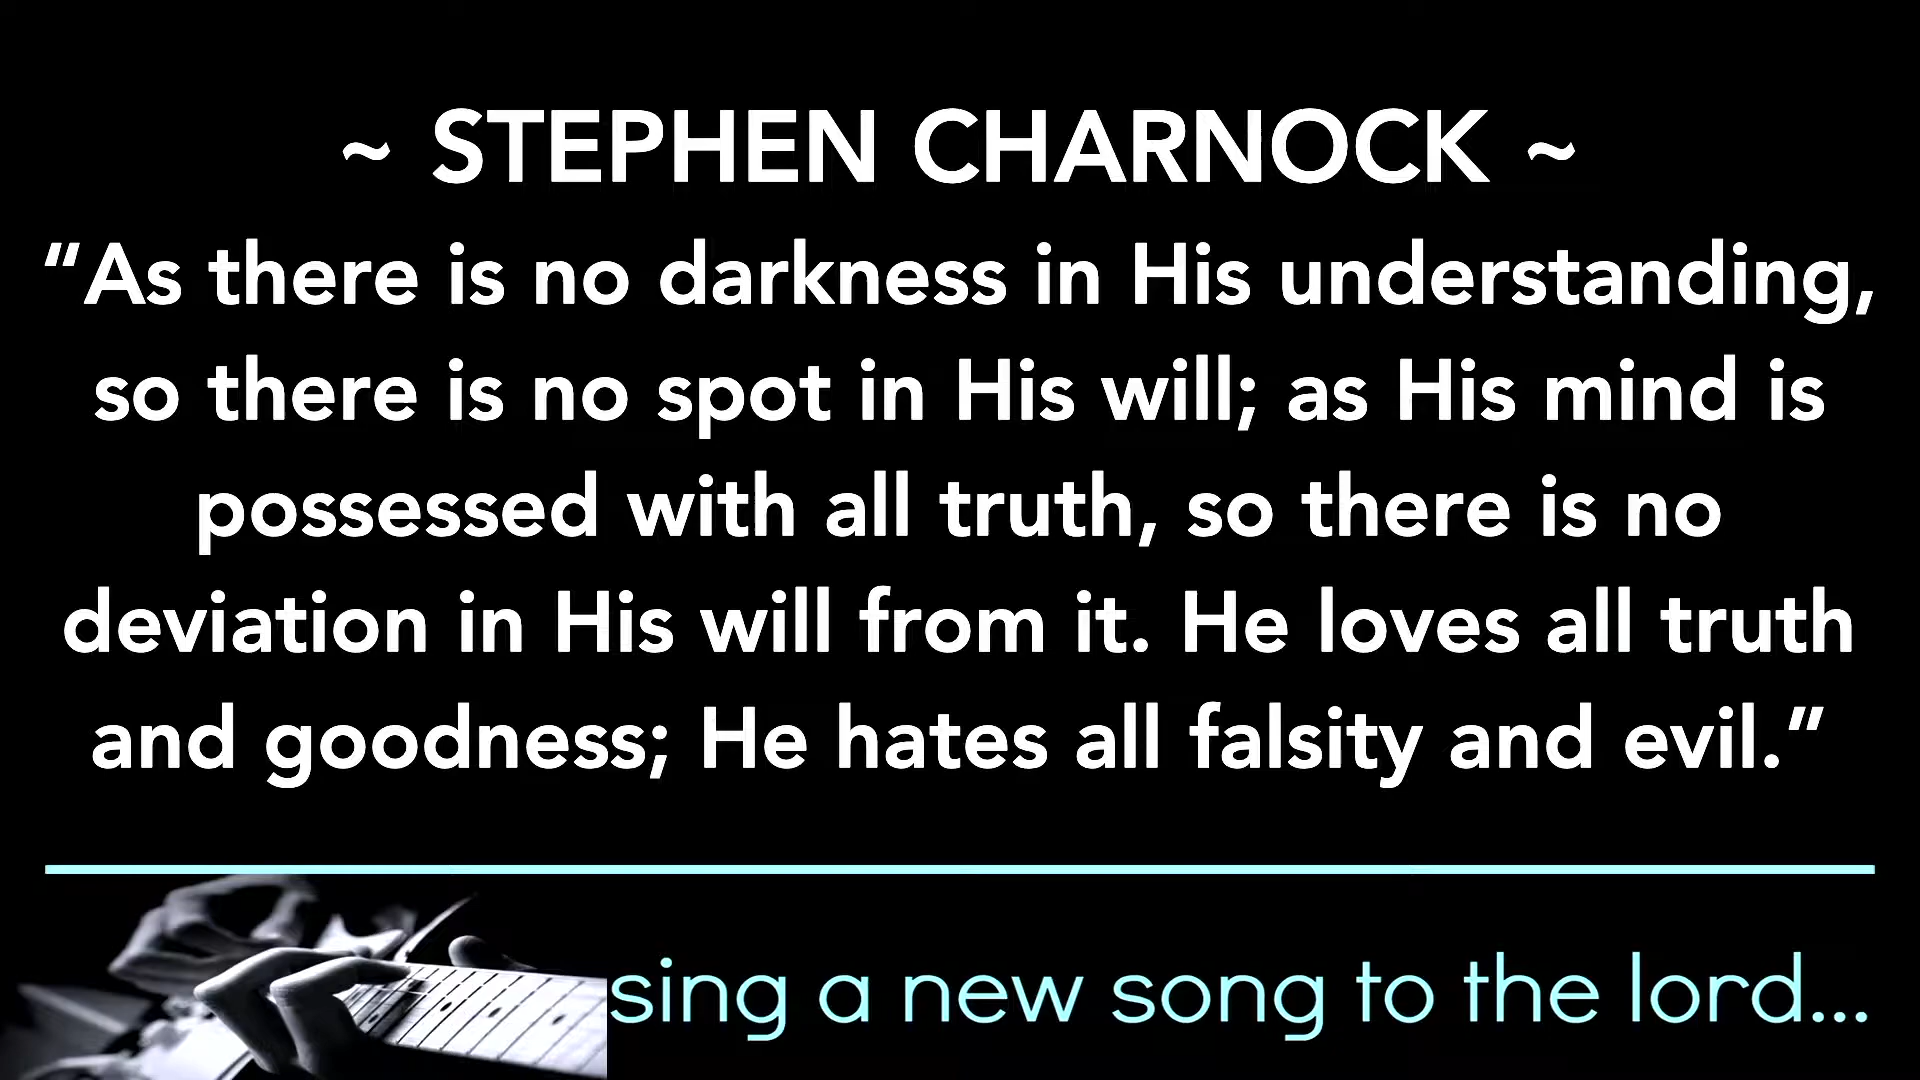 ~ STEPHEN CHARNOCK ~
“As there is no darkness in His understanding,
so there is no spot in His will; as His mind is
possessed with all truth, so there is no
deviation in His will from it. He loves all truth
and goodness; He hates all falsity and evil.”
sing a new song to the lord...